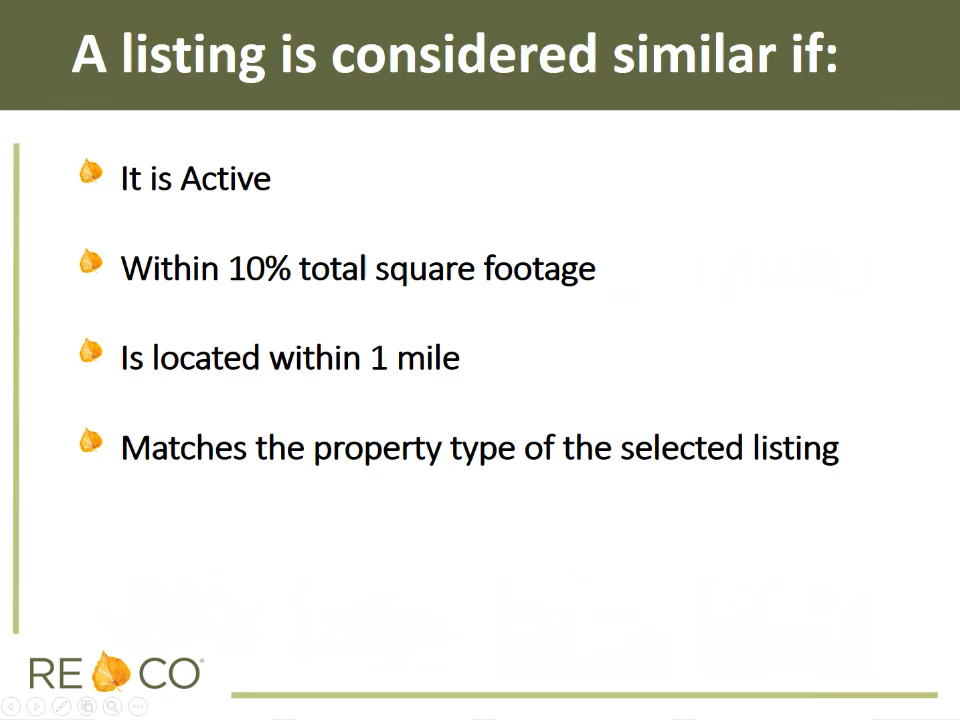 A listing is considered similar if:
It is Active
Within 10% total square footage
Is located within 1 mile
Matches the property type of the selected listing
RE CO